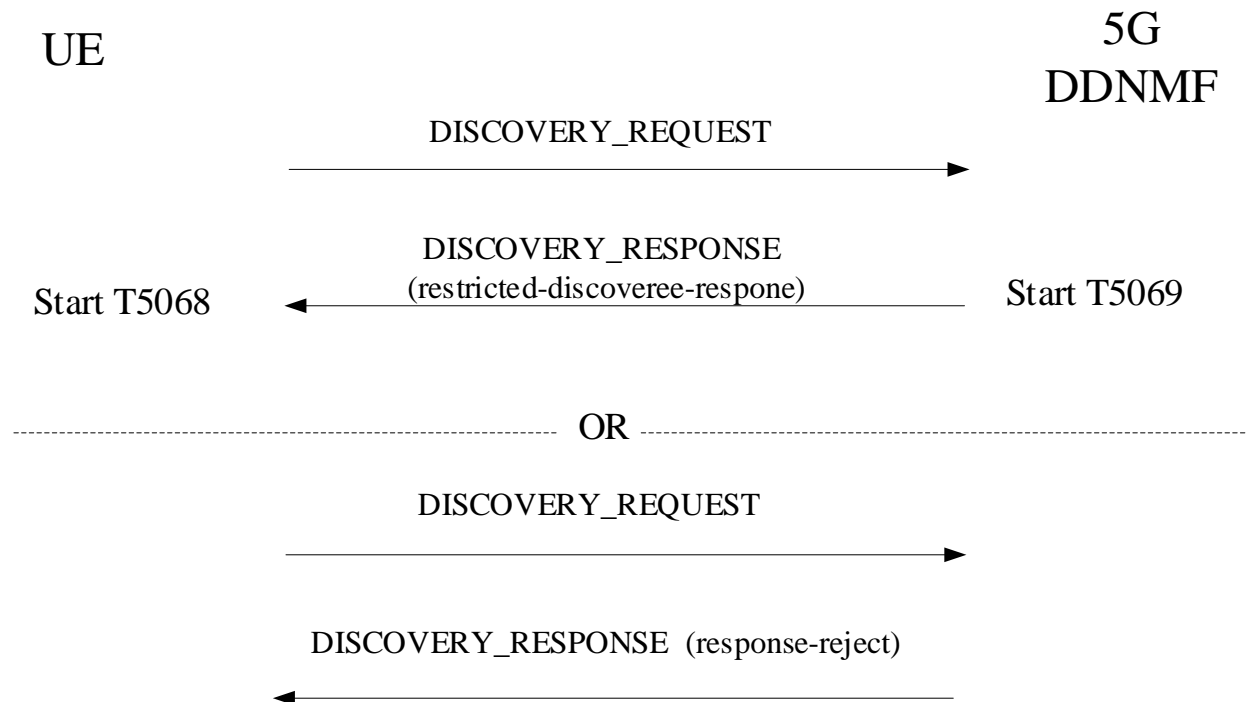 UE
5G
DDNMF
DISCOVERY_REQUEST
DISCOVERY_RESPONSE
(restricted-discoveree-respone)
Start T5068
Start T5069
OR
DISCOVERY_REQUEST
DISCOVERY_RESPONSE (response-reject)